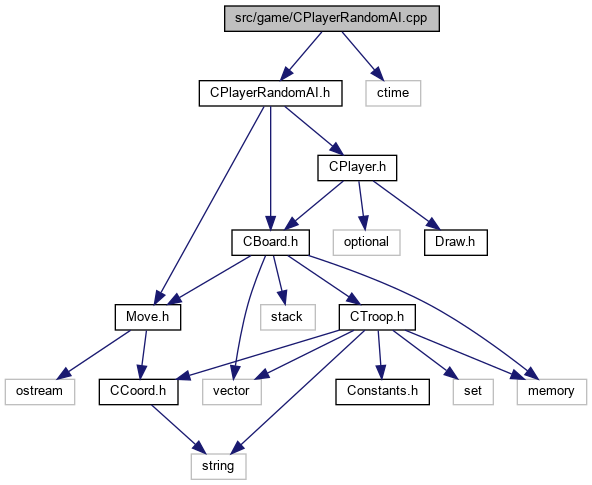 src/game/CPlayerRandomAI.cpp
CPlayerRandomAI.h
ctime
CPlayer.h
CBoard.h
optional
Draw.h
Move.h
stack
CTroop.h
ostream
CCoord.h
vector
Constants.h
set
memory
string